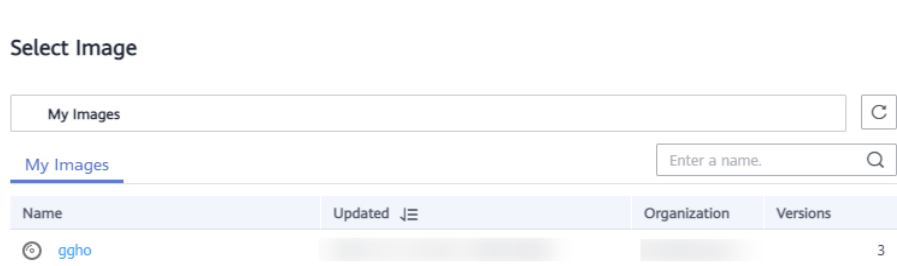 Select Image
My Images
My Images
Enter a name.
Name Updated Organization Versions
ggho 3